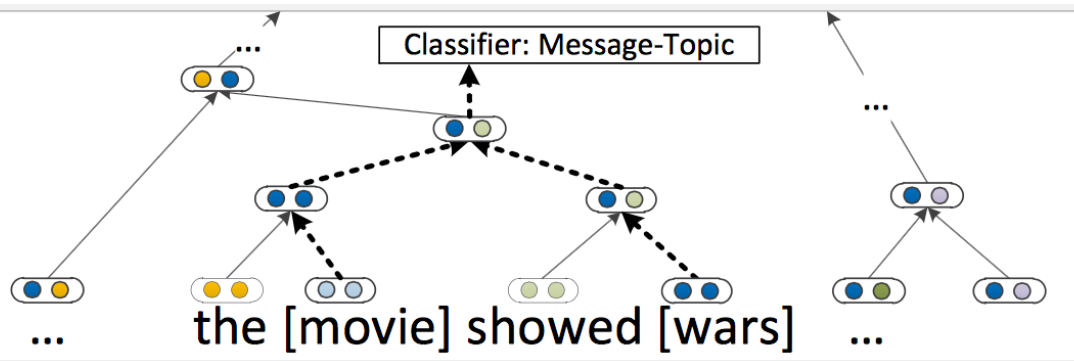 ...
Classifier: Message-Topic
...
the [movie] showed [wars]
... ...